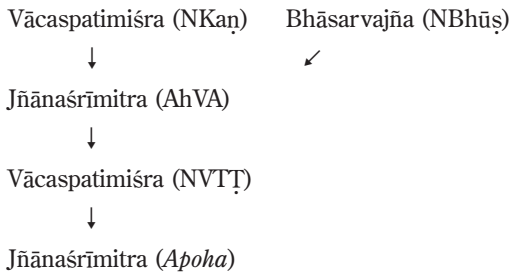 Vācaspatimiśra (NKaṇ) Bhāsarvajña (NBhūṣ)
↓ ↙
Jñānaśrīmitra (AhVA)
↓
Vācaspatimiśra (NVTṬ)
↓
Jñānaśrīmitra (Apoha)